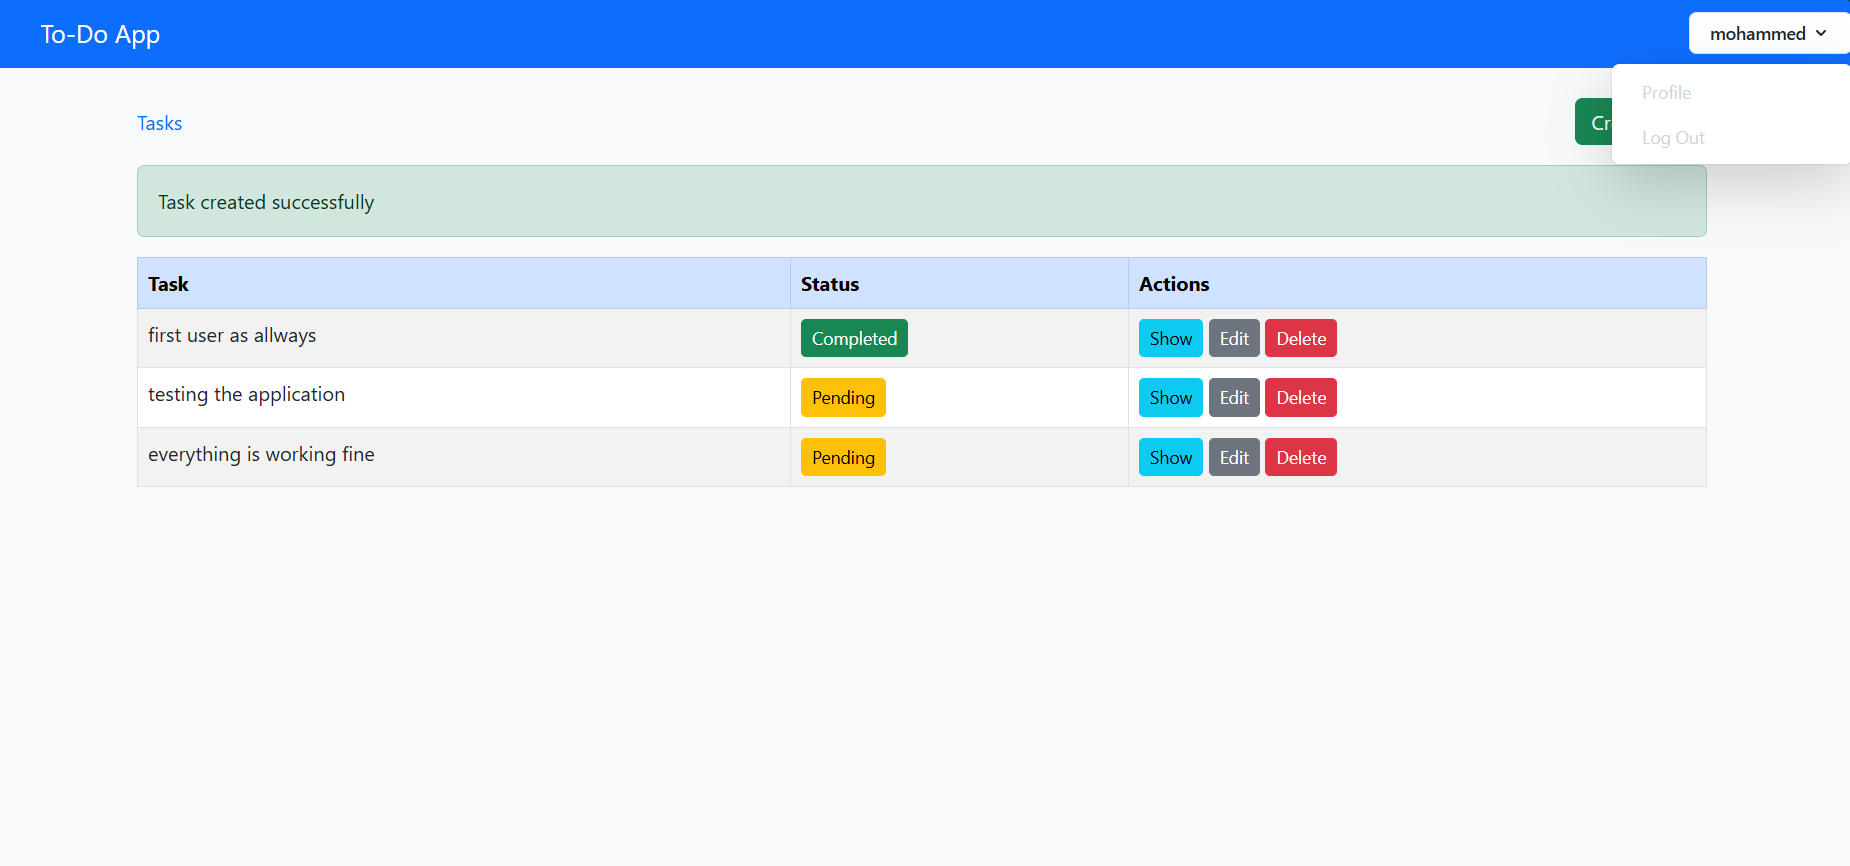 To-Do App
mohammed
Profile
Log Out
Tasks
Task created successfully
Task Status Actions
first user as allways Completed Show Edit Delete
testing the application Pending Show Edit Delete
everything is working fine Pending Show Edit Delete